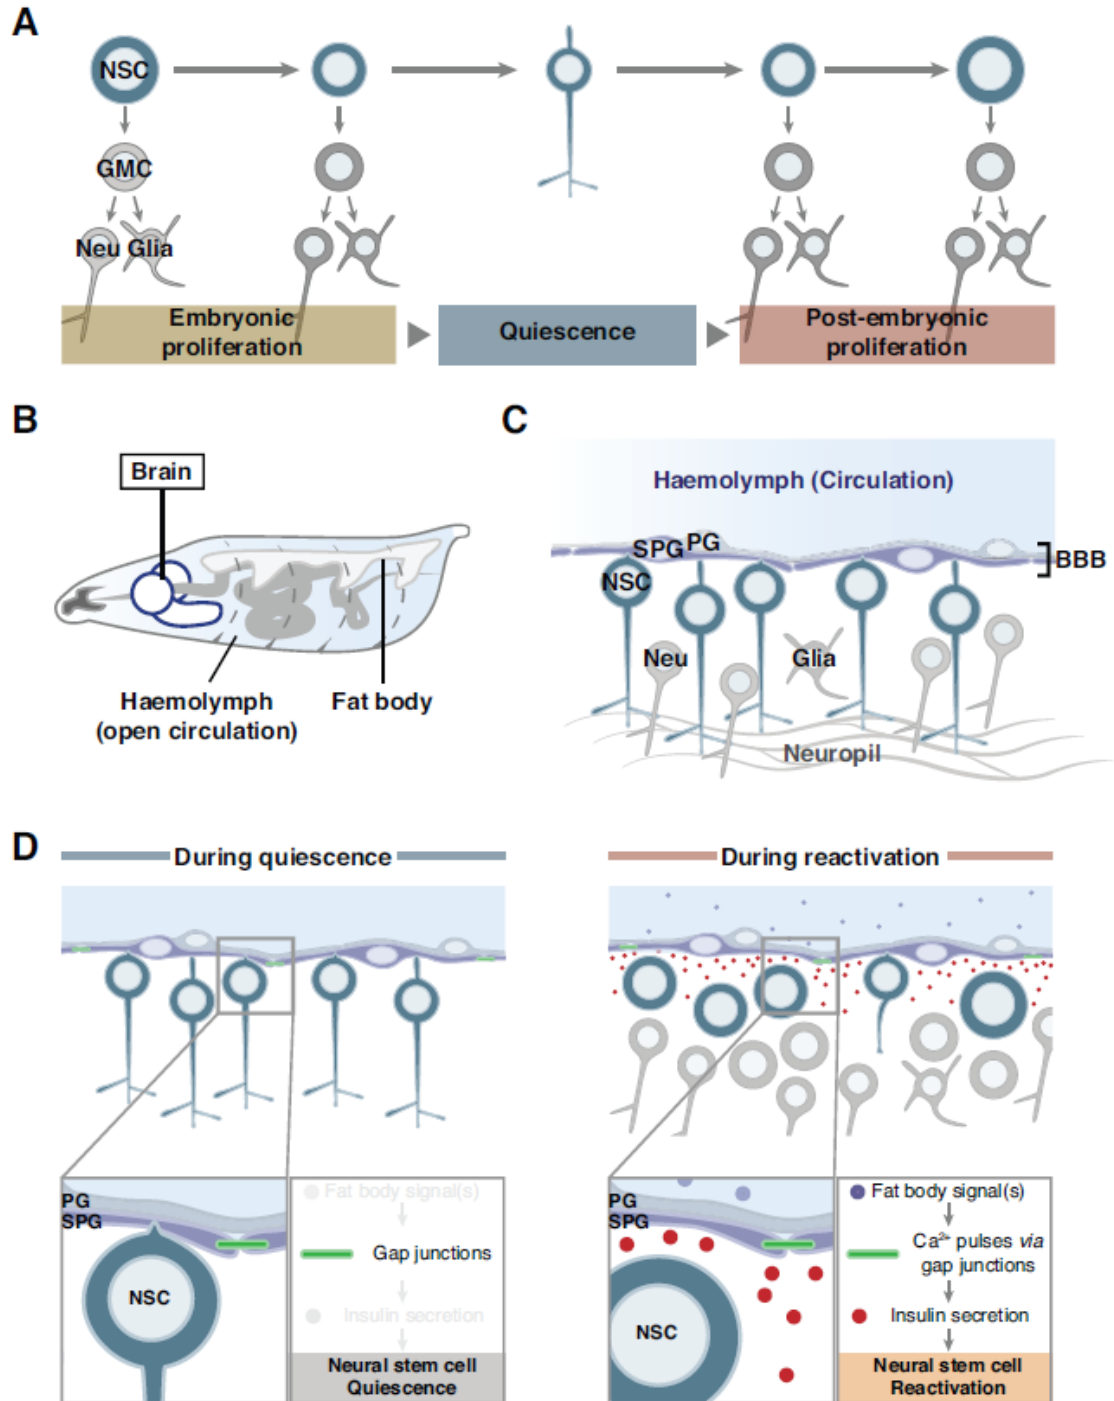 A
NSC
GMC
Neu Glia
Embryonic
proliferation
Quiescence
Post-embryonic
proliferation
B
Brain
Haemolymph
(open circulation)
Fat body
C
Haemolymph (Circulation)
SPG PG
BBB
NSC
Neu
Glia
Neuropil
D
During quiescence
PG
SPG
NSC
Fat body signal(s)
Gap junctions
Insulin secretion
Neural stem cell
Quiescence
During reactivation
PG
SPG
NSC
Fat body signal(s)
Ca²⁺ pulses via
gap junctions
Insulin secretion
Neural stem cell
Reactivation